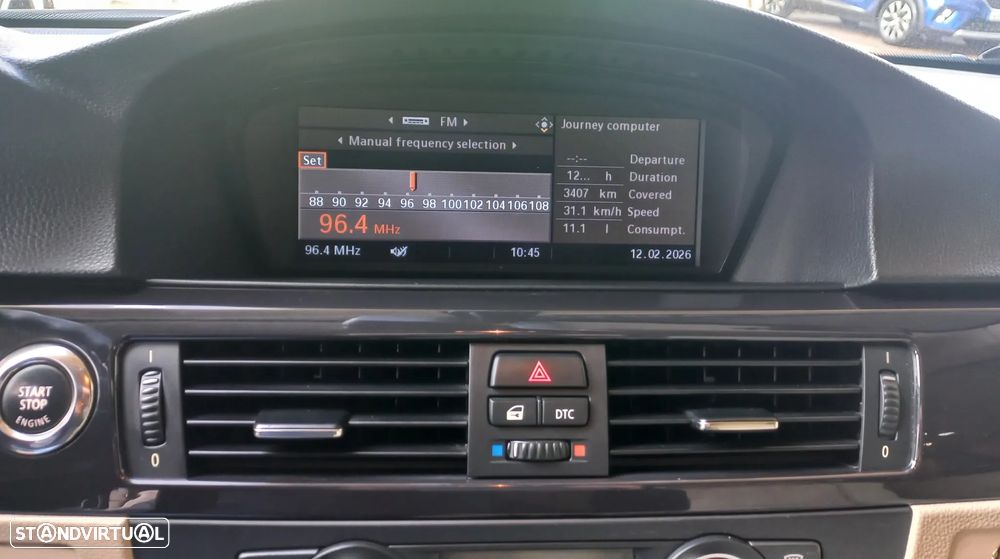 FM
Manual frequency selection
Set
88 90 92 94 96 98 100 102 104 106 108
96.4 MHz
96.4 MHz
10:45
Journey computer
--:-- Departure
12... h Duration
3407 km Covered
31.1 km/h Speed
11.1 l Consumpt.
12.02.2026
START
STOP
ENGINE
I
0
DTC
I
0
STANDVIRTUAL